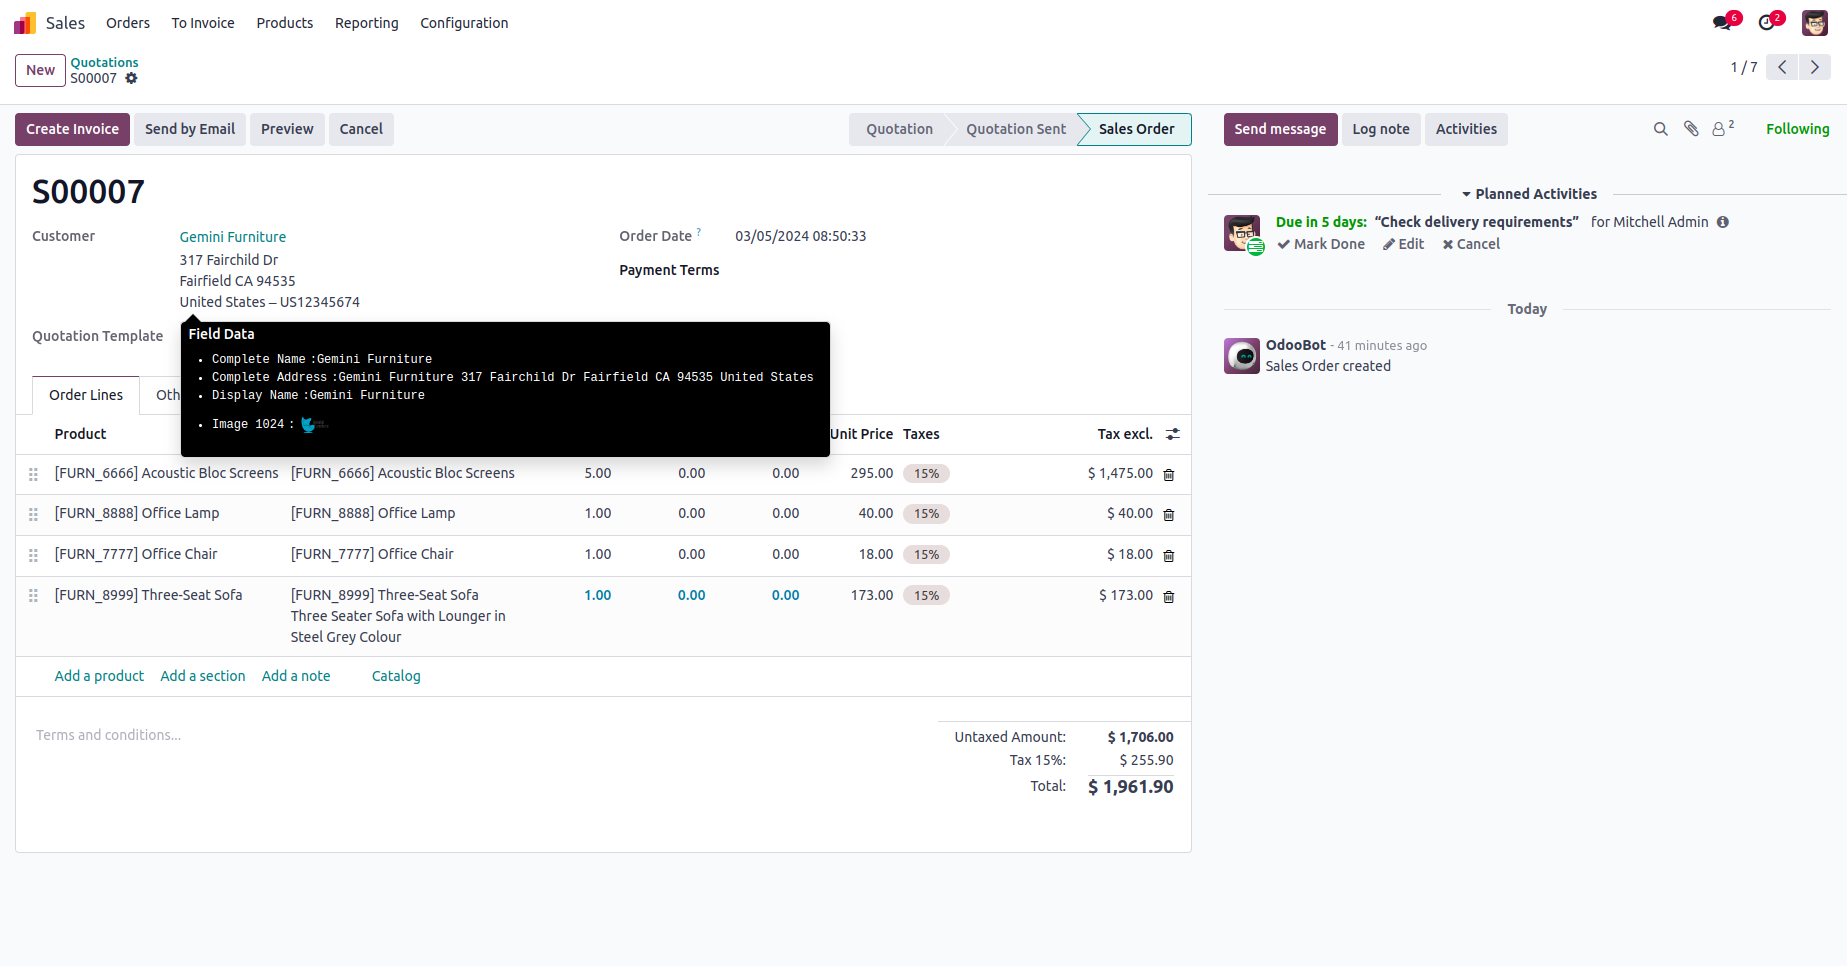 Sales Orders To Invoice Products Reporting Configuration 6 2
New Quotations
S00007
1 / 7
Create Invoice Send by Email Preview Cancel Quotation Quotation Sent Sales Order Send message Log note Activities 2 Following
S00007
Planned Activities
Due in 5 days: “Check delivery requirements” for Mitchell Admin
Mark Done Edit Cancel
Customer Gemini Furniture Order Date ? 03/05/2024 08:50:33
317 Fairchild Dr
Fairfield CA 94535 Payment Terms
United States – US12345674
Today
Quotation Template
Field Data
Complete Name :Gemini Furniture
Complete Address :Gemini Furniture 317 Fairchild Dr Fairfield CA 94535 United States
Display Name :Gemini Furniture
Image 1024 :
OdooBot - 41 minutes ago
Sales Order created
Order Lines Oth
Product Unit Price Taxes Tax excl.
[FURN_6666] Acoustic Bloc Screens [FURN_6666] Acoustic Bloc Screens 5.00 0.00 0.00 295.00 15% $ 1,475.00
[FURN_8888] Office Lamp [FURN_8888] Office Lamp 1.00 0.00 0.00 40.00 15% $ 40.00
[FURN_7777] Office Chair [FURN_7777] Office Chair 1.00 0.00 0.00 18.00 15% $ 18.00
[FURN_8999] Three-Seat Sofa [FURN_8999] Three-Seat Sofa 1.00 0.00 0.00 173.00 15% $ 173.00
Three Seater Sofa with Lounger in
Steel Grey Colour
Add a product Add a section Add a note Catalog
Terms and conditions...
Untaxed Amount: $ 1,706.00
Tax 15%: $ 255.90
Total: $ 1,961.90